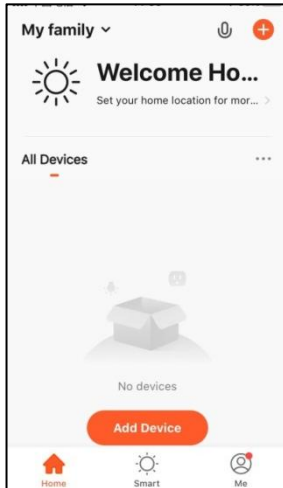 My family
Welcome Ho...
Set your home location for mor...
All Devices
No devices
Add Device
Home
Smart
Me